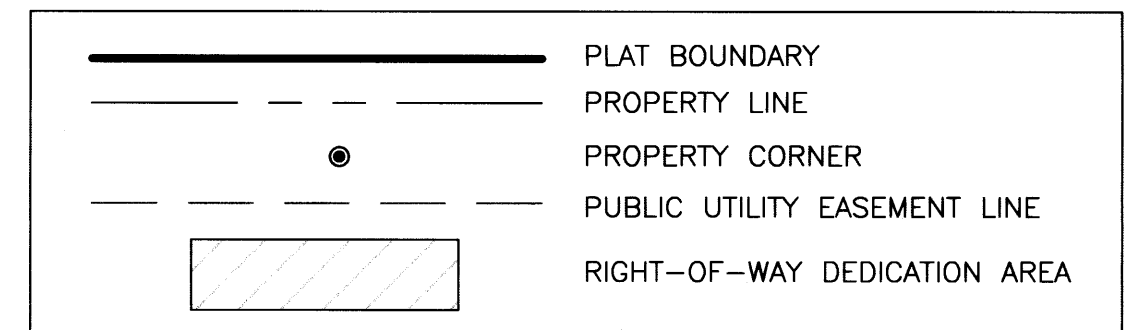 PLAT BOUNDARY
PROPERTY LINE
PROPERTY CORNER
PUBLIC UTILITY EASEMENT LINE
RIGHT-OF-WAY DEDICATION AREA